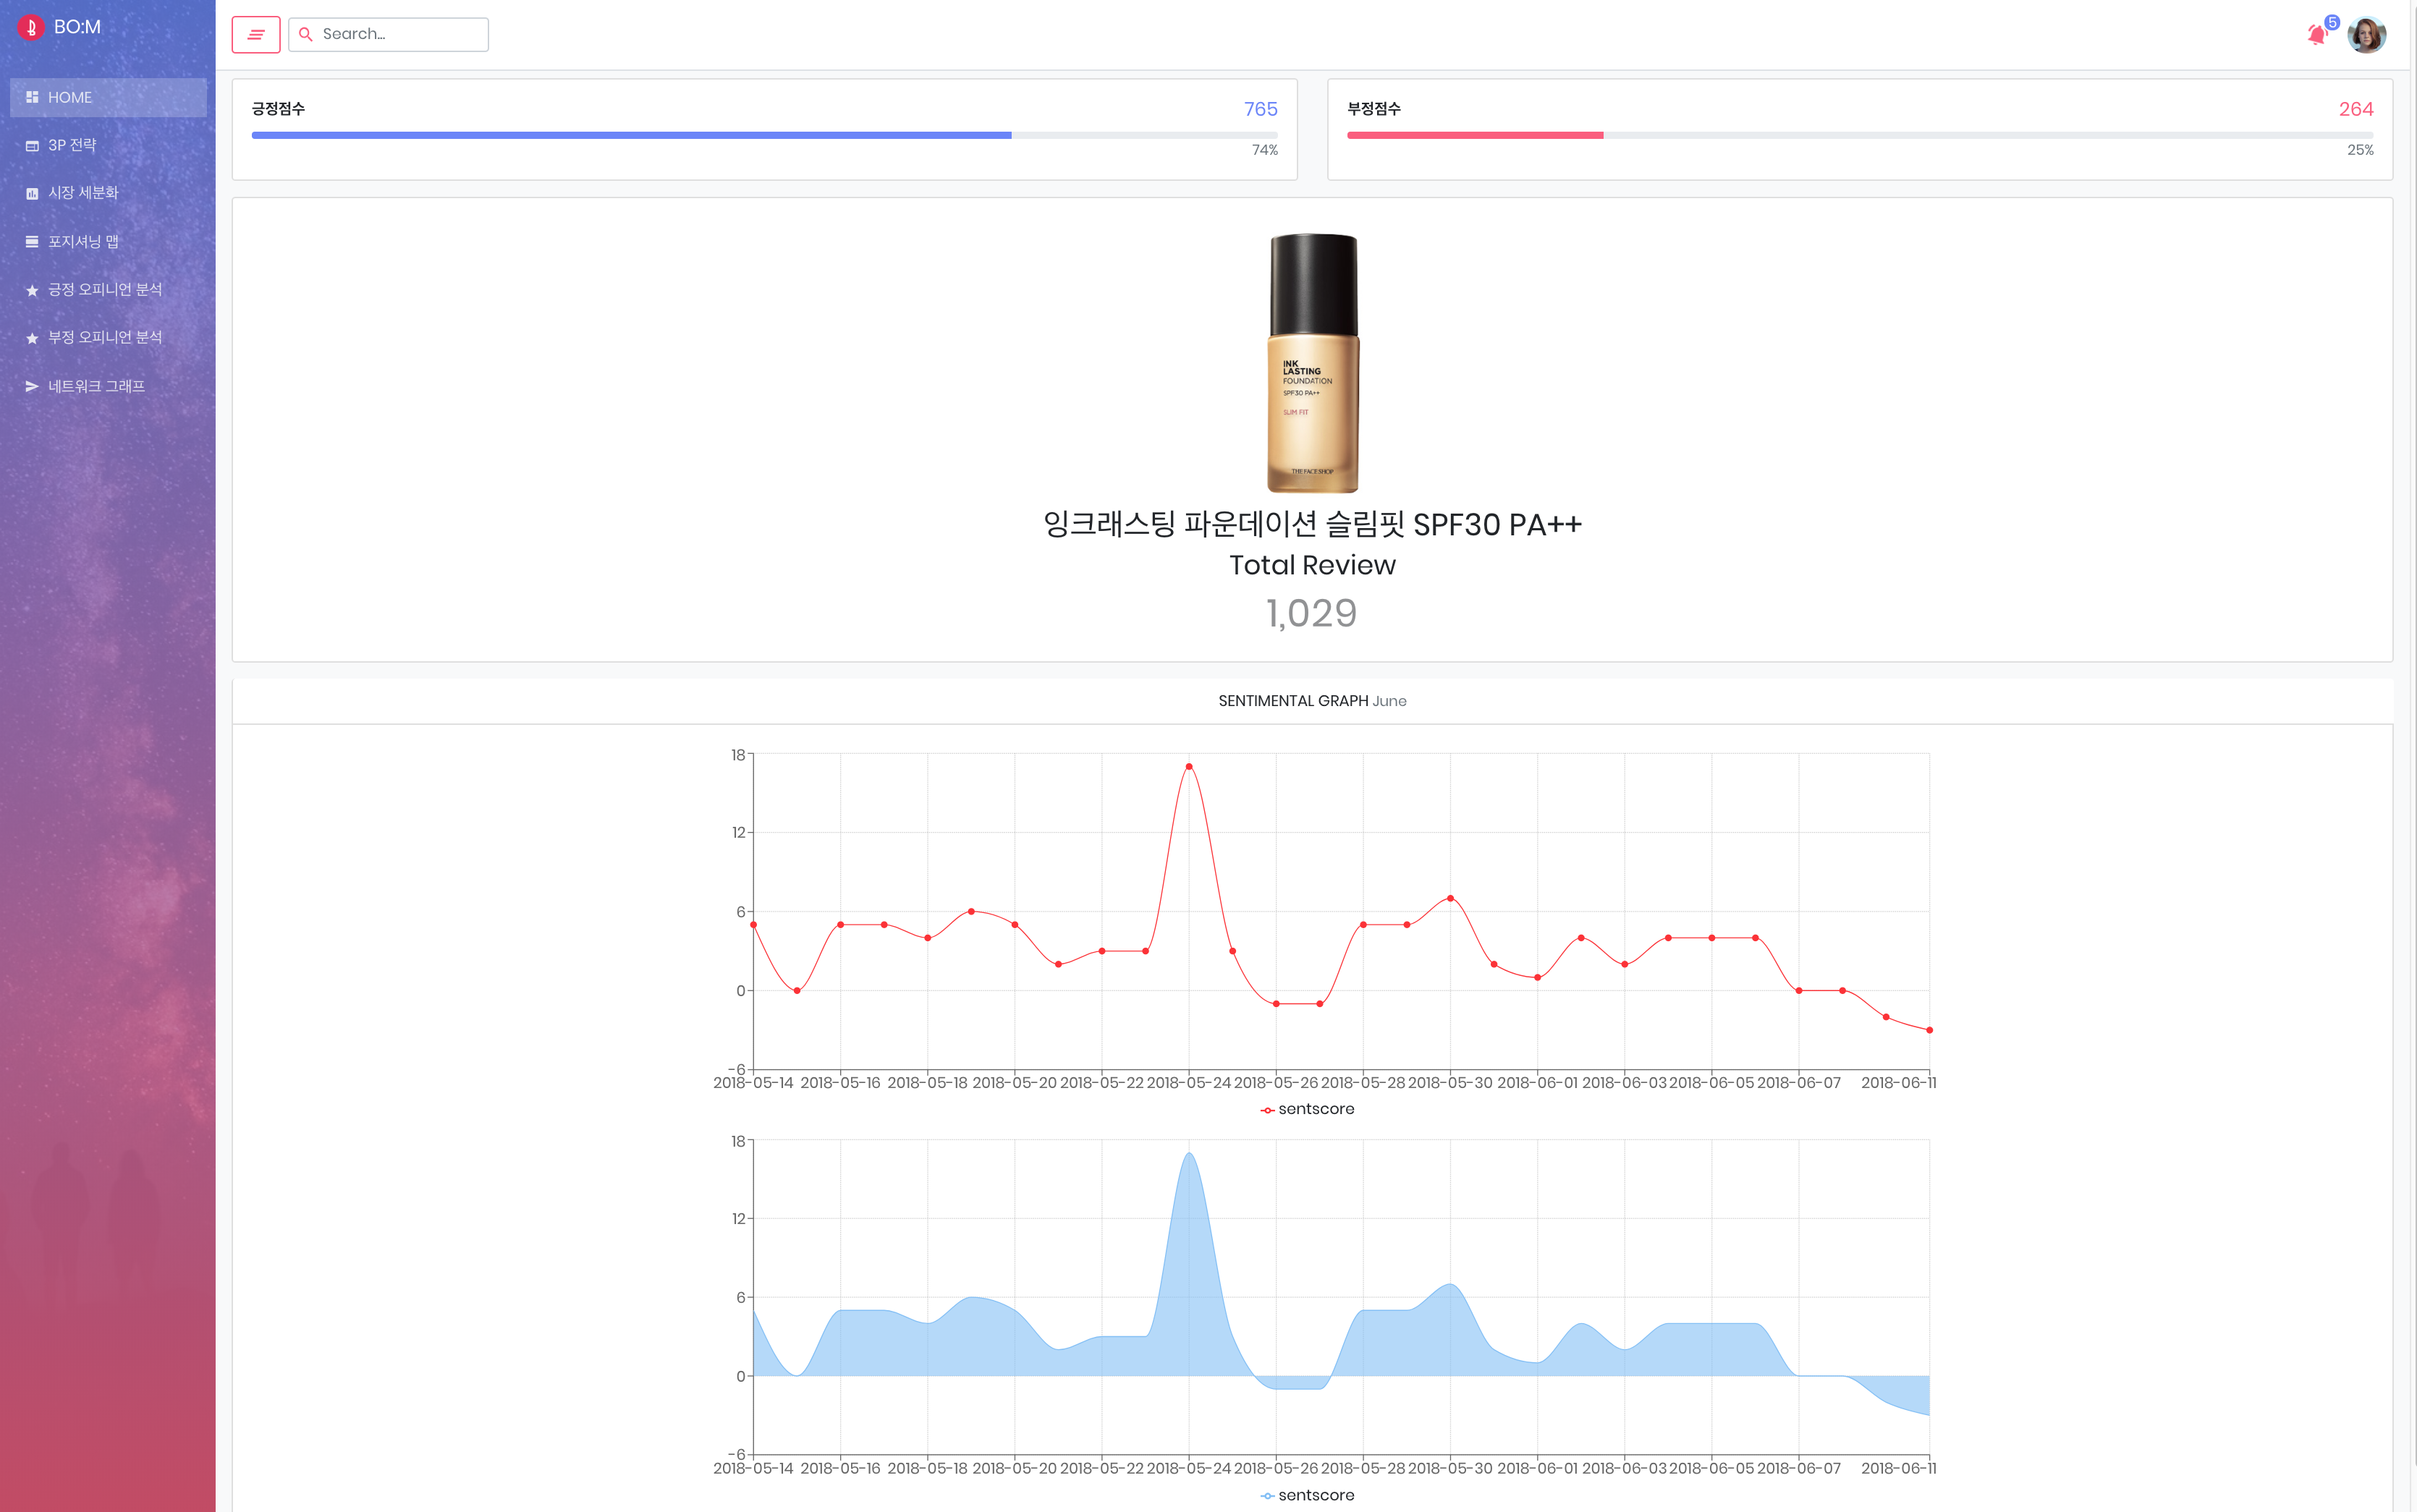 BO:M
HOME
3P 전략
시장 세분화
포지셔닝 맵
긍정 오피니언 분석
부정 오피니언 분석
네트워크 그래프
Search...
5
긍정점수 765
74%
부정점수 264
25%
INK
LASTING
FOUNDATION
SPF30 PA++
SLIM FIT
THE FACE SHOP
잉크래스팅 파운데이션 슬림핏 SPF30 PA++
Total Review
1,029
SENTIMENTAL GRAPH June
18
12
6
0
-6
2018-05-14 2018-05-16 2018-05-18 2018-05-20 2018-05-22 2018-05-24 2018-05-26 2018-05-28 2018-05-30 2018-06-01 2018-06-03 2018-06-05 2018-06-07 2018-06-11
sentscore
18
12
6
0
-6
2018-05-14 2018-05-16 2018-05-18 2018-05-20 2018-05-22 2018-05-24 2018-05-26 2018-05-28 2018-05-30 2018-06-01 2018-06-03 2018-06-05 2018-06-07 2018-06-11
sentscore